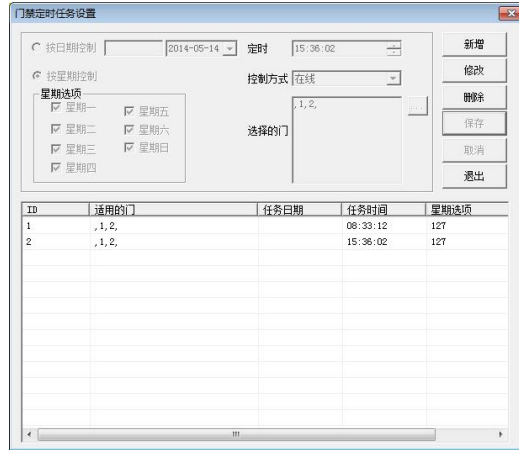 门禁定时任务设置
按日期控制 2014-05-14 定时 15:36:02 新增
按星期控制 控制方式 在线 修改
星期选项 ,1,2, ... 删除
星期一 星期五
星期二 星期六 选择的门 保存
星期三 星期日 取消
星期四 退出
ID 适用的门 任务日期 任务时间 星期选项
1 ,1,2, 08:33:12 127
2 ,1,2, 15:36:02 127